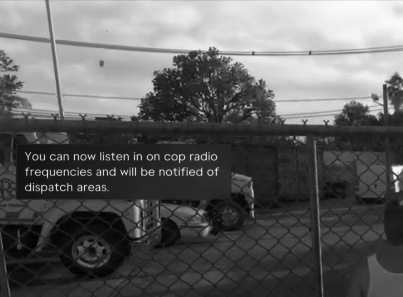 You can now listen in on cop radio
frequencies and will be notified of
dispatch areas.